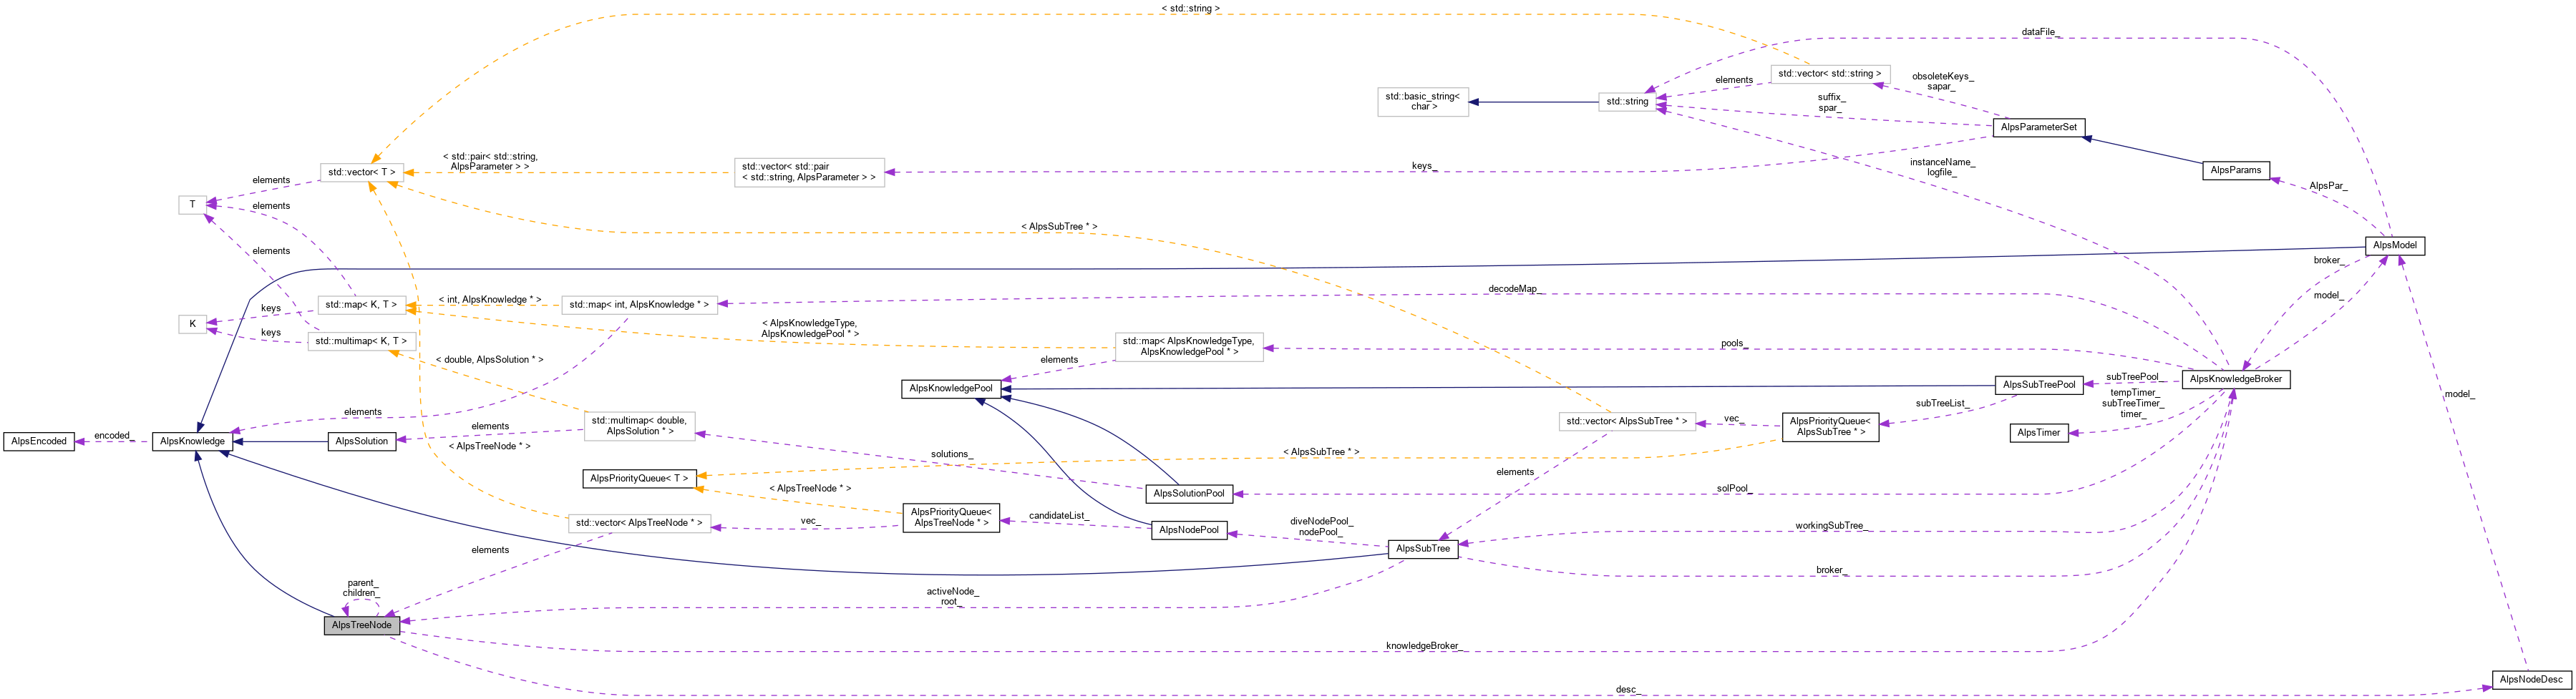 < std::string >
dataFile_
std::vector< std::string >
elements
obsoleteKeys_
sapar_
std::basic_string<
char >
std::string
suffix_
spar_
AlpsParameterSet
< std::pair< std::string,
AlpsParameter > >
std::vector< std::pair
< std::string, AlpsParameter > >
keys_
instanceName_
logfile_
AlpsParams
std::vector< T >
elements
AlpsPar_
T
elements
< AlpsSubTree * >
AlpsModel
elements
broker_
decodeMap_
model_
std::map< K, T >
< int, AlpsKnowledge * >
std::map< int, AlpsKnowledge * >
keys
K
< AlpsKnowledgeType,
AlpsKnowledgePool * >
keys
std::multimap< K, T >
std::map< AlpsKnowledgeType,
AlpsKnowledgePool * >
pools_
< double, AlpsSolution * >
elements
AlpsKnowledgePool
subTreePool_
AlpsKnowledgeBroker
AlpsSubTreePool
tempTimer_
subTreeTimer_
timer_
model_
subTreeList_
elements
std::multimap< double,
AlpsSolution * >
elements
std::vector< AlpsSubTree * >
vec_
AlpsPriorityQueue<
AlpsSubTree * >
AlpsTimer
AlpsEncoded
encoded_
AlpsKnowledge
AlpsSolution
< AlpsTreeNode * >
solutions_
< AlpsSubTree * >
elements
AlpsPriorityQueue< T >
< AlpsTreeNode * >
AlpsSolutionPool
solPool_
std::vector< AlpsTreeNode * >
vec_
AlpsPriorityQueue<
AlpsTreeNode * >
candidateList_
AlpsNodePool
diveNodePool_
nodePool_
workingSubTree_
AlpsSubTree
elements
broker_
parent_
children_
activeNode_
root_
AlpsTreeNode
knowledgeBroker_
AlpsNodeDesc
desc_